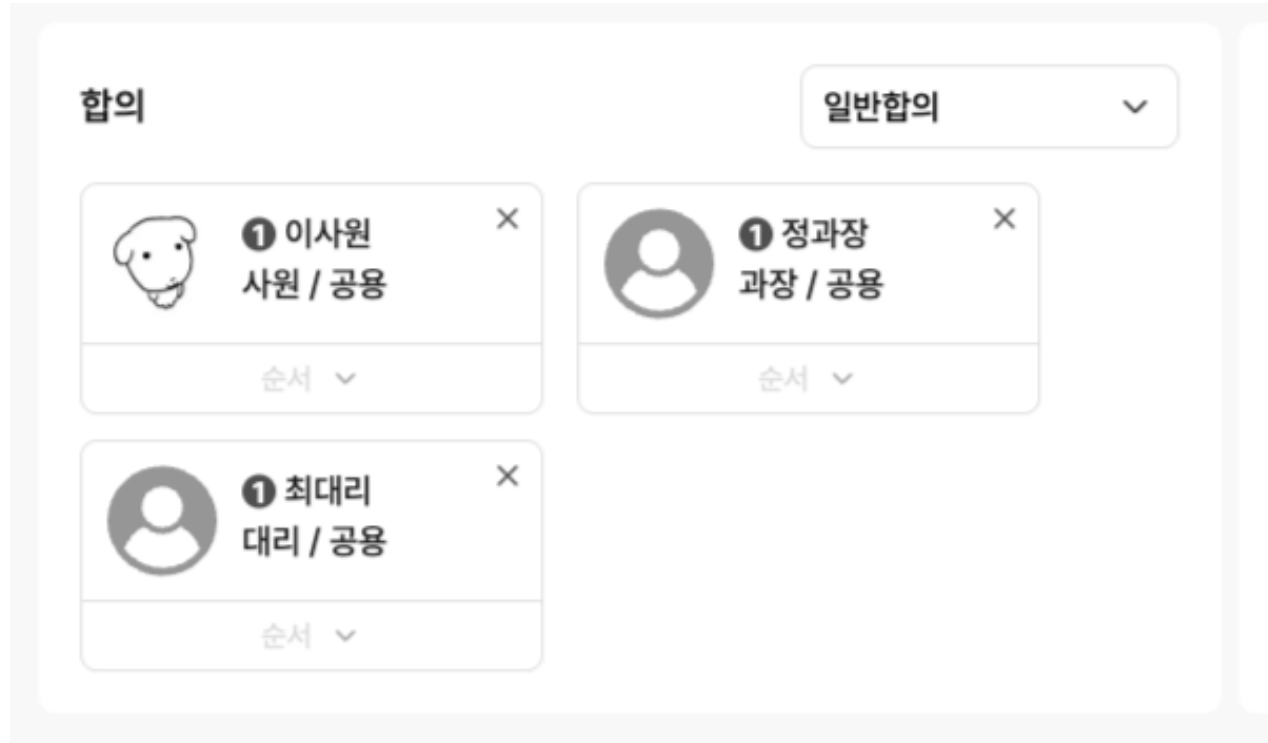 합의
일반합의
❶ 이사원
사원 / 공용
순서
❶ 정과장
과장 / 공용
순서
❶ 최대리
대리 / 공용
순서